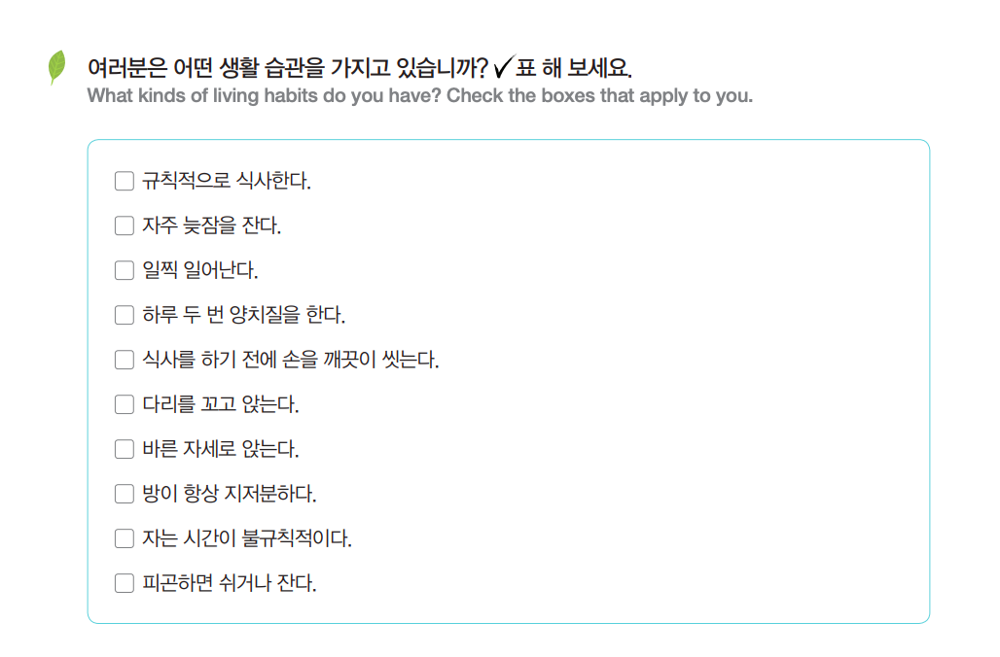 여러분은 어떤 생활 습관을 가지고 있습니까? ✓표 해 보세요.
What kinds of living habits do you have? Check the boxes that apply to you.
규칙적으로 식사한다.
자주 늦잠을 잔다.
일찍 일어난다.
하루 두 번 양치질을 한다.
식사를 하기 전에 손을 깨끗이 씻는다.
다리를 꼬고 앉는다.
바른 자세로 앉는다.
방이 항상 지저분하다.
자는 시간이 불규칙적이다.
피곤하면 쉬거나 잔다.